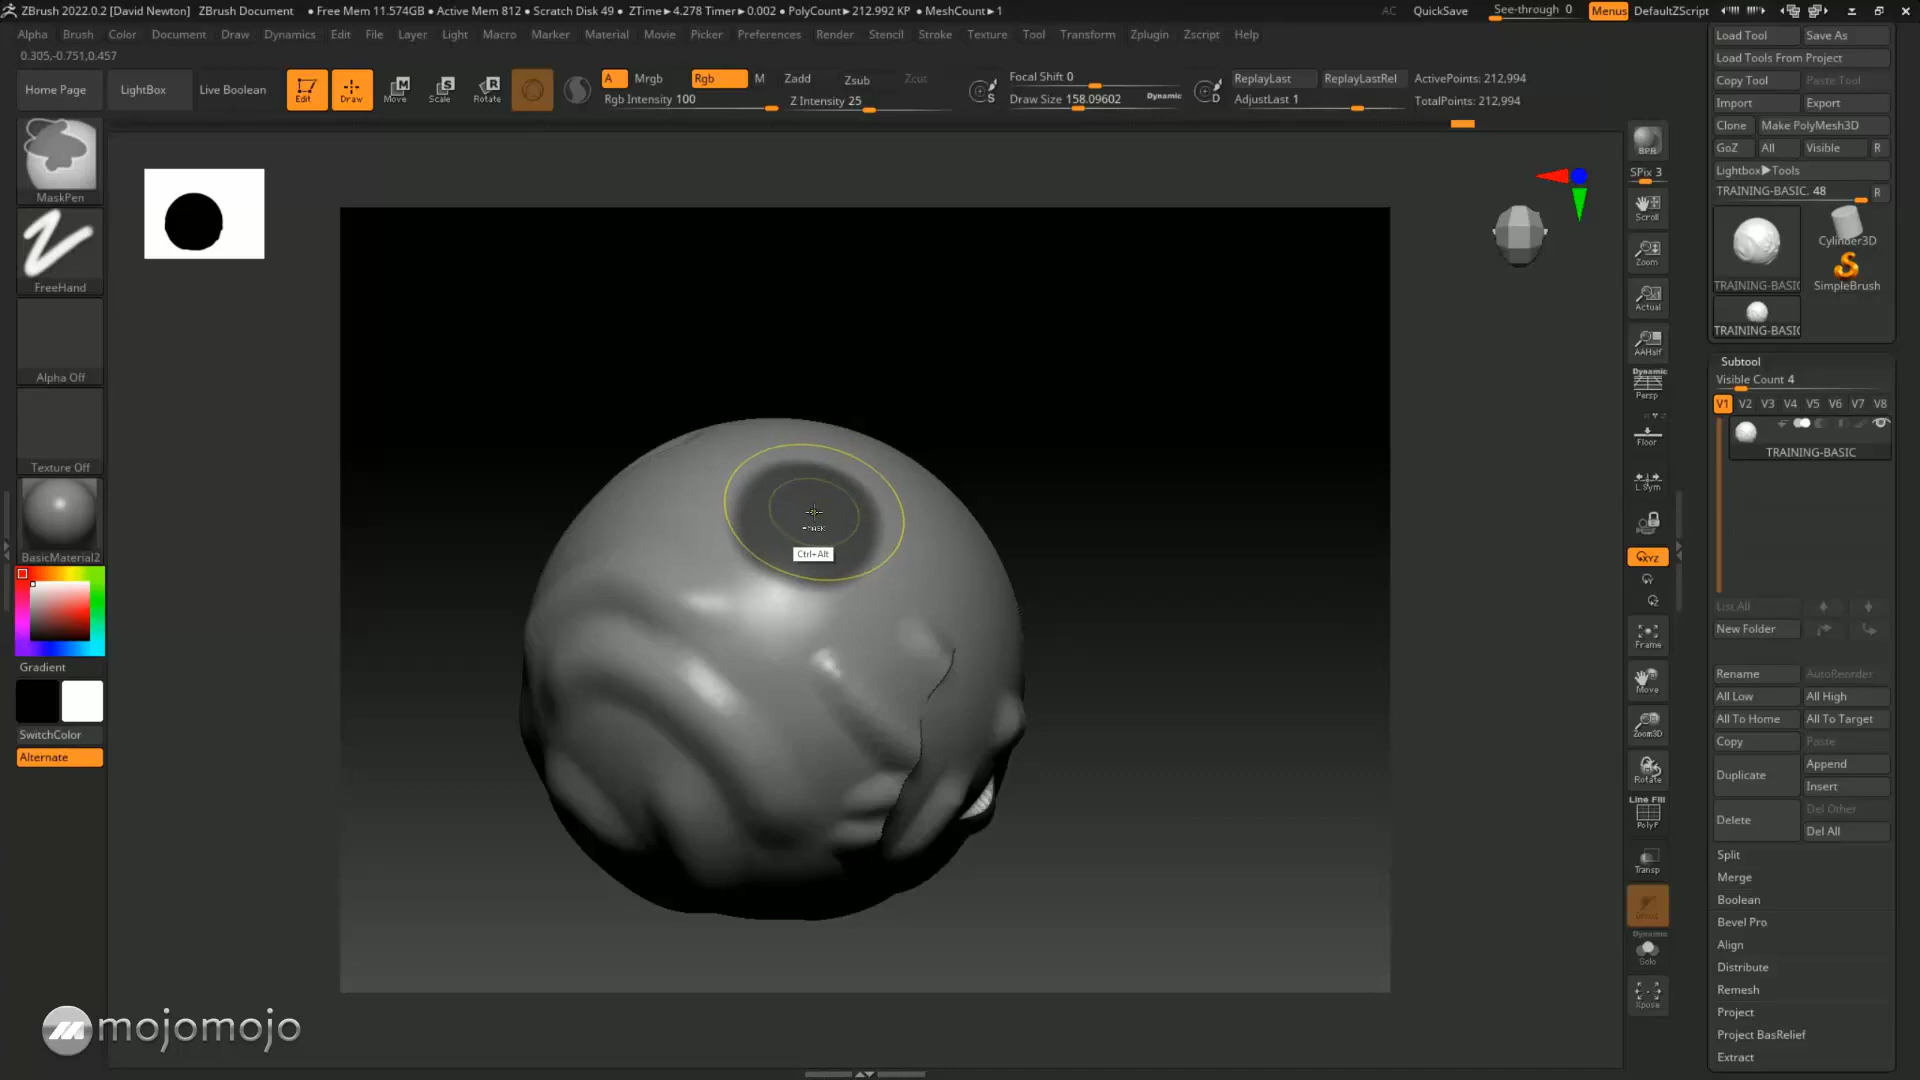 ZBrush 2022.0.2 [David Newton] ZBrush Document • Free Mem 11.574GB • Active Mem 812 • Scratch Disk 49 • ZTime►4.278 Timer►0.002 • PolyCount►212.992 KP • MeshCount►1 AC QuickSave See-through 0 Menus DefaultZScript
Alpha Brush Color Document Draw Dynamics Edit File Layer Light Macro Marker Material Movie Picker Preferences Render Stencil Stroke Texture Tool Transform Zplugin Zscript Help
0.305,-0.751,0.457
Home Page LightBox Live Boolean Edit Draw Move Scale Rotate
A Mrgb Rgb M Zadd Zsub Zcut
Rgb Intensity 100 Z Intensity 25
Focal Shift 0
Draw Size 158.09602 Dynamic
ReplayLast ReplayLastRel ActivePoints: 212,994
AdjustLast 1 TotalPoints: 212,994
MaskPen
FreeHand
Alpha Off
Texture Off
BasicMaterial2
Gradient
SwitchColor
Alternate
Ctrl+Alt
mojomojo
BPR
SPix 3
Scroll
Zoom
Actual
AAHalf
Dynamic
Persp
Floor
L.Sym
XYZ
Frame
Move
Zoom3D
Rotate
Line Fill
PolyF
Transp
Dynamic
Solo
Xpose
Load Tool Save As
Load Tools From Project
Copy Tool Paste Tool
Import Export
Clone Make PolyMesh3D
GoZ All Visible R
Lightbox►Tools
TRAINING-BASIC. 48 R
Cylinder3D
TRAINING-BASIC SimpleBrush
TRAINING-BASIC
Subtool
Visible Count 4
V1 V2 V3 V4 V5 V6 V7 V8
TRAINING-BASIC
List All
New Folder
Rename AutoReorder
All Low All High
All To Home All To Target
Copy Paste
Duplicate Append
Insert
Delete Del Other
Del All
Split
Merge
Boolean
Bevel Pro
Align
Distribute
Remesh
Project
Project BasRelief
Extract